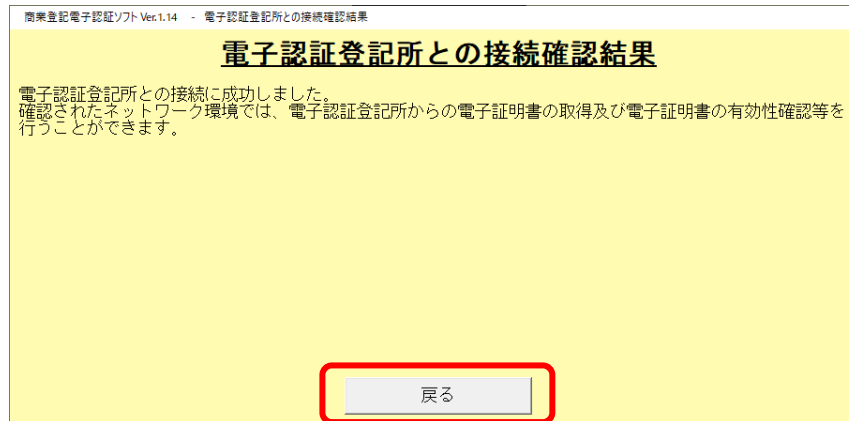 商業登記電子認証ソフト Ver.1.14 - 電子認証登記所との接続確認結果
電子認証登記所との接続確認結果
電子認証登記所との接続に成功しました。
確認されたネットワーク環境では、電子認証登記所からの電子証明書の取得及び電子証明書の有効性確認等を
行うことができます。
戻る